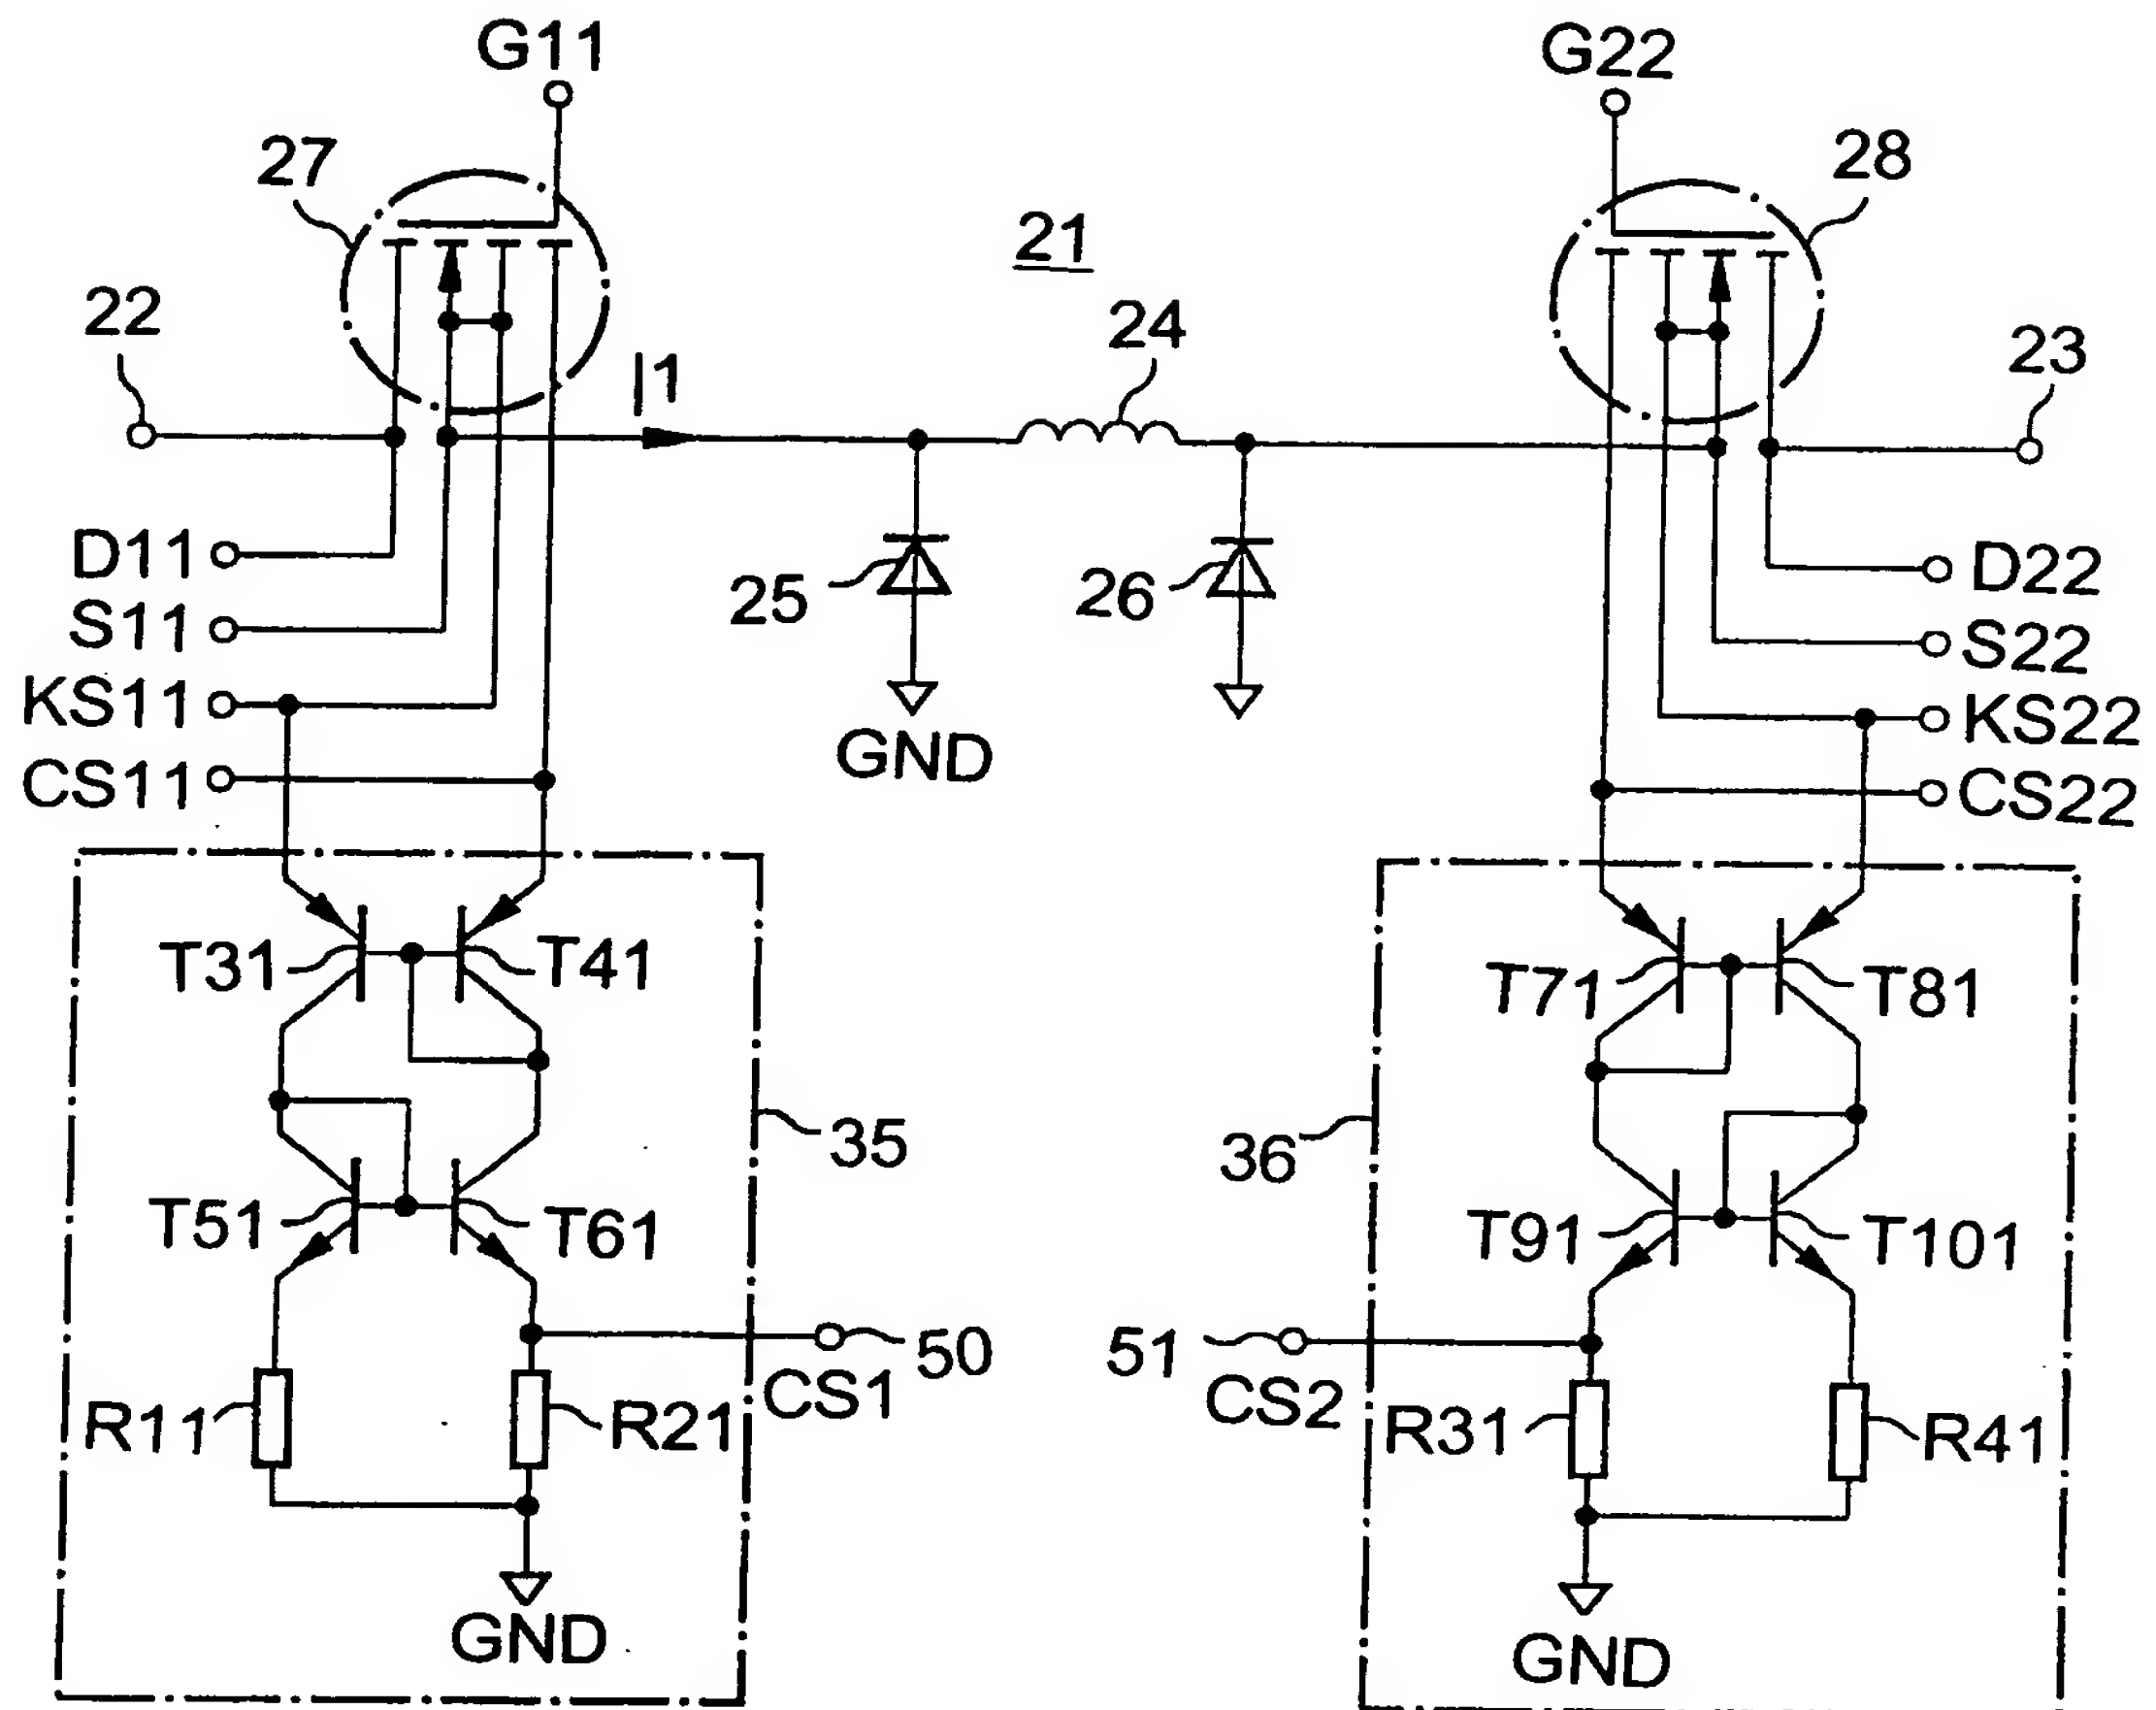 G11
G22
27
28
21
22
24
23
I1
D11
25
26
D22
S11
S22
KS11
KS22
GND
CS11
CS22
T31
T41
T71
T81
35
36
T51
T61
T91
T101
50
51
CS1
CS2
R11
R21
R31
R41
GND
GND